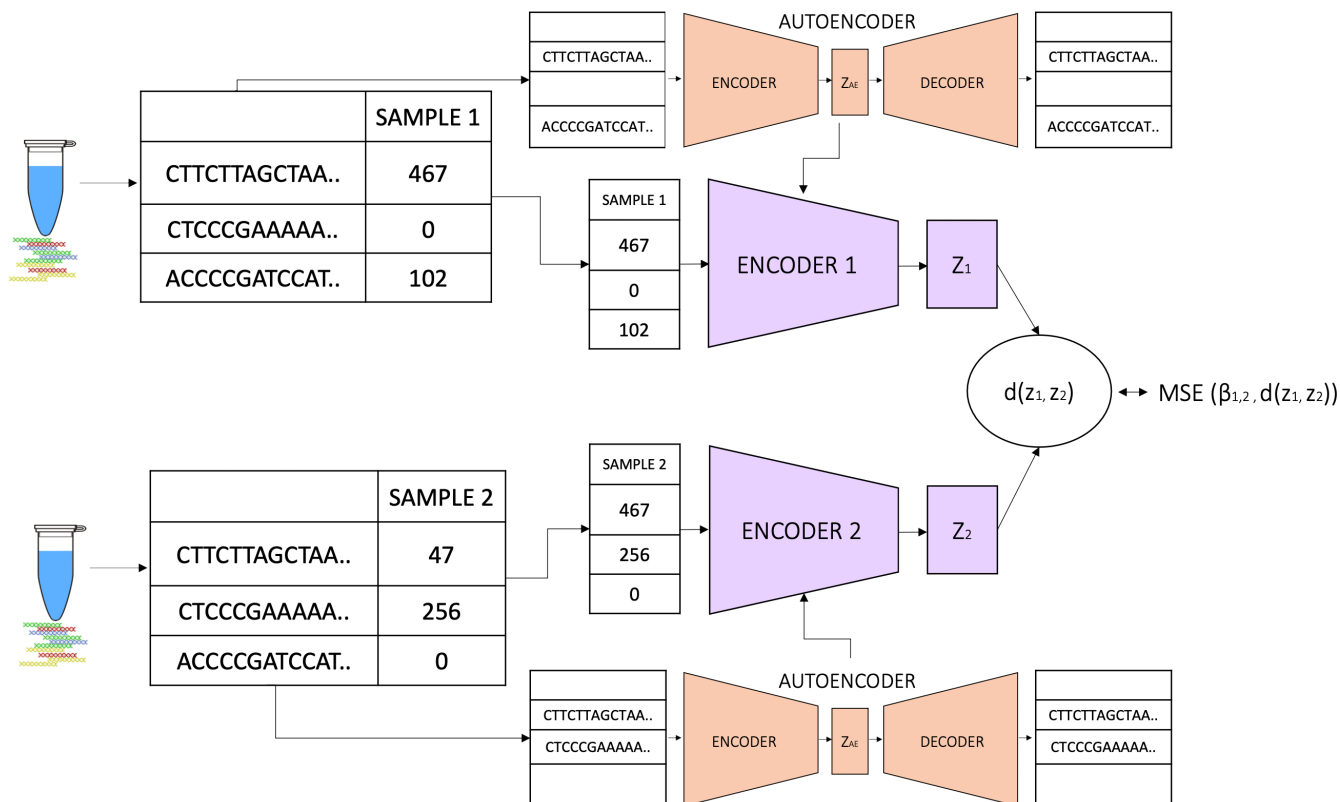 AUTOENCODER
CTTCTTAGCTAA..
ACCCCGATCCAT..
ENCODER
ZAE
DECODER
CTTCTTAGCTAA..
ACCCCGATCCAT..
SAMPLE 1
CTTCTTAGCTAA.. 467
CTCCCGAAAAA.. 0
ACCCCGATCCAT.. 102
SAMPLE 1
467
0
102
ENCODER 1
Z1
d(z1, z2)
MSE (β1,2 , d(z1, z2))
SAMPLE 2
CTTCTTAGCTAA.. 47
CTCCCGAAAAA.. 256
ACCCCGATCCAT.. 0
SAMPLE 2
467
256
0
ENCODER 2
Z2
AUTOENCODER
CTTCTTAGCTAA..
CTCCCGAAAAA..
ENCODER
ZAE
DECODER
CTTCTTAGCTAA..
CTCCCGAAAAA..